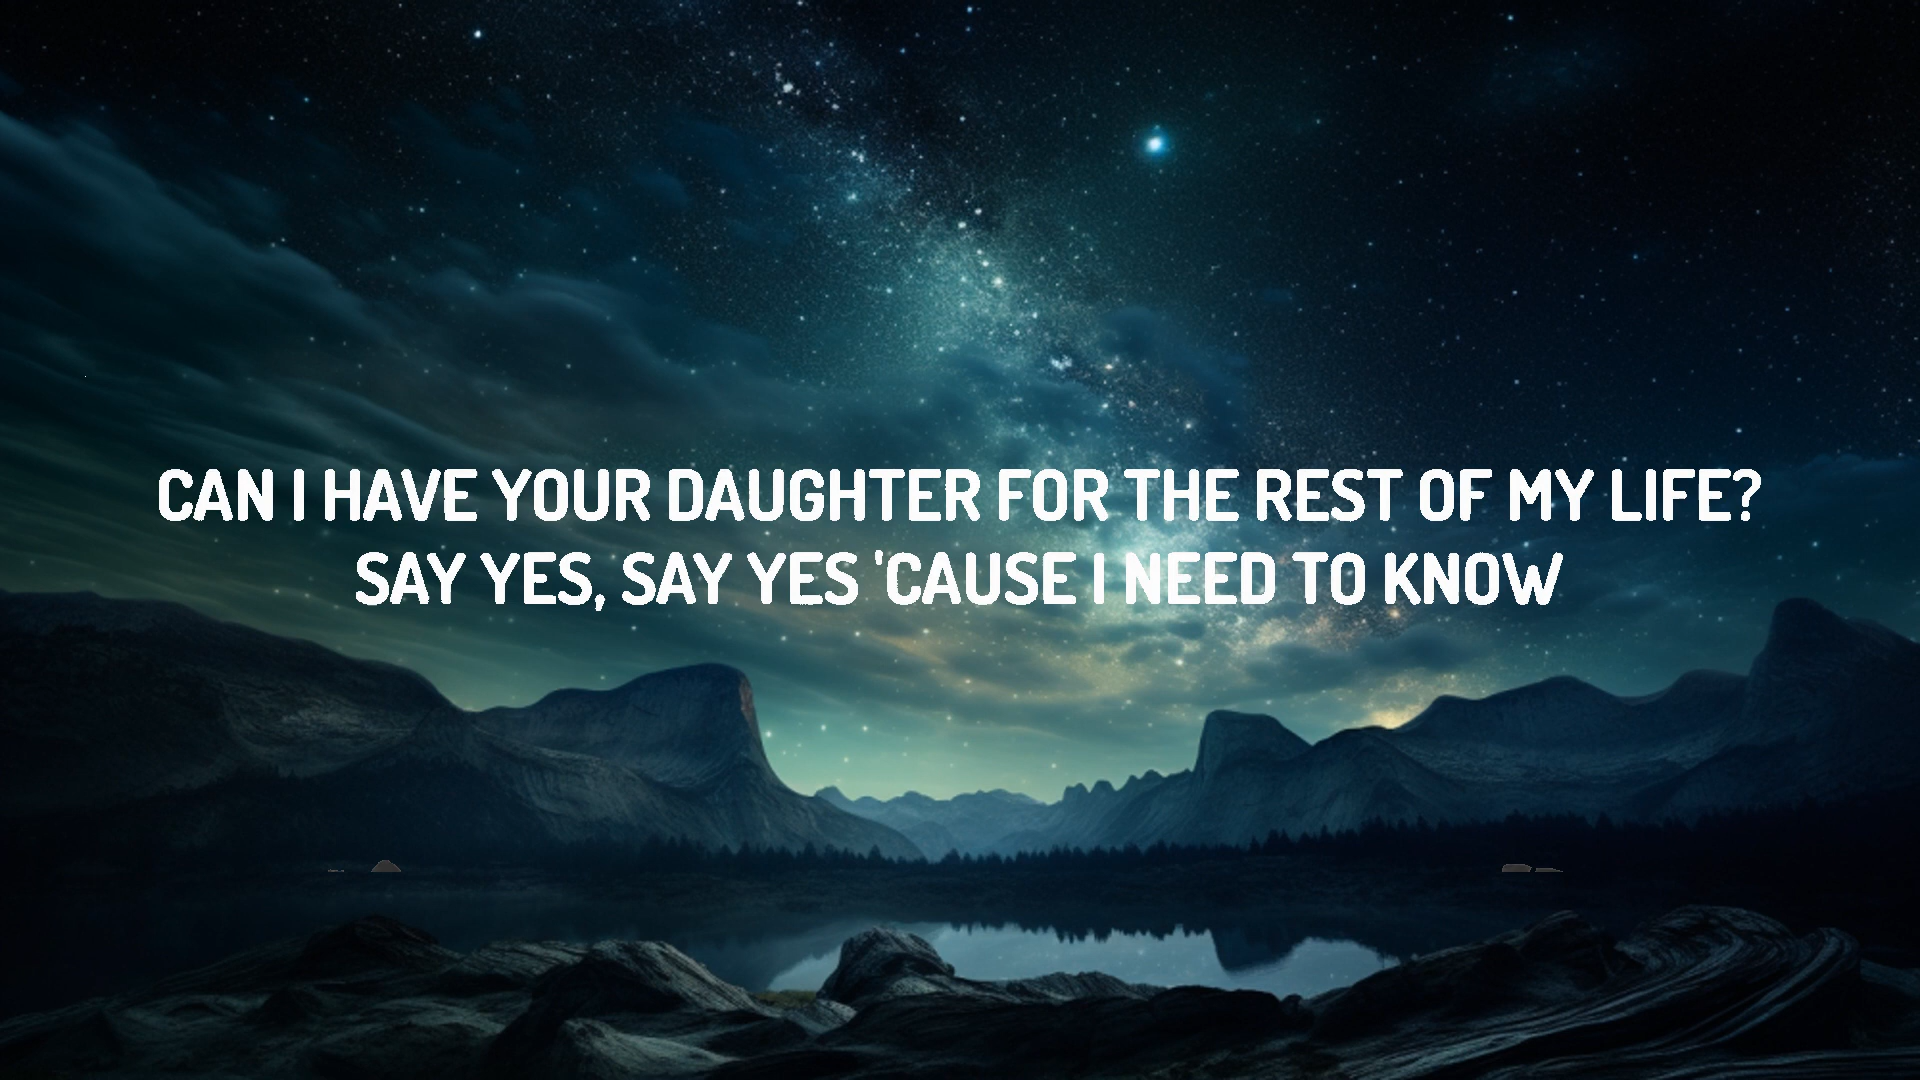 CAN I HAVE YOUR DAUGHTER FOR THE REST OF MY LIFE?
SAY YES, SAY YES 'CAUSE I NEED TO KNOW